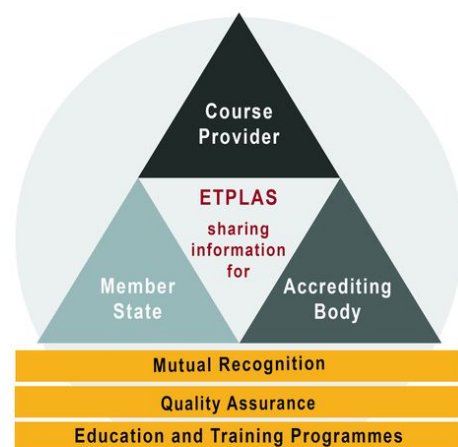 Course
Provider
ETPLAS
sharing
information
for
Member
State
Accrediting
Body
Mutual Recognition
Quality Assurance
Education and Training Programmes